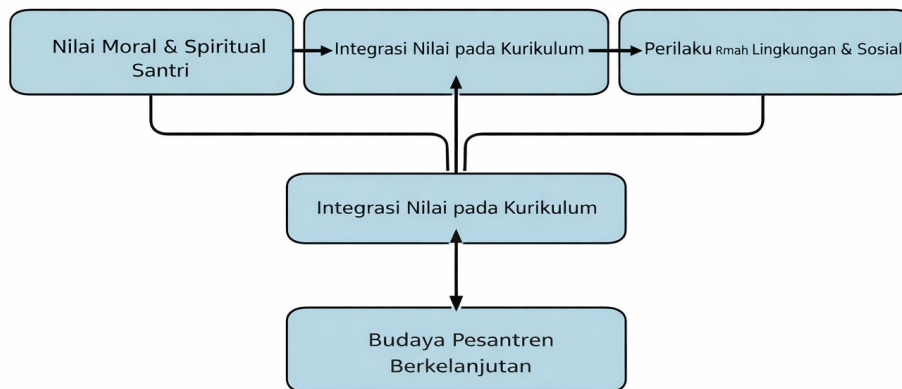 Nilai Moral & Spiritual
Santri
Integrasi Nilai pada Kurikulum
Perilaku Rmah Lingkungan & Sosial
Integrasi Nilai pada Kurikulum
Budaya Pesantren
Berkelanjutan